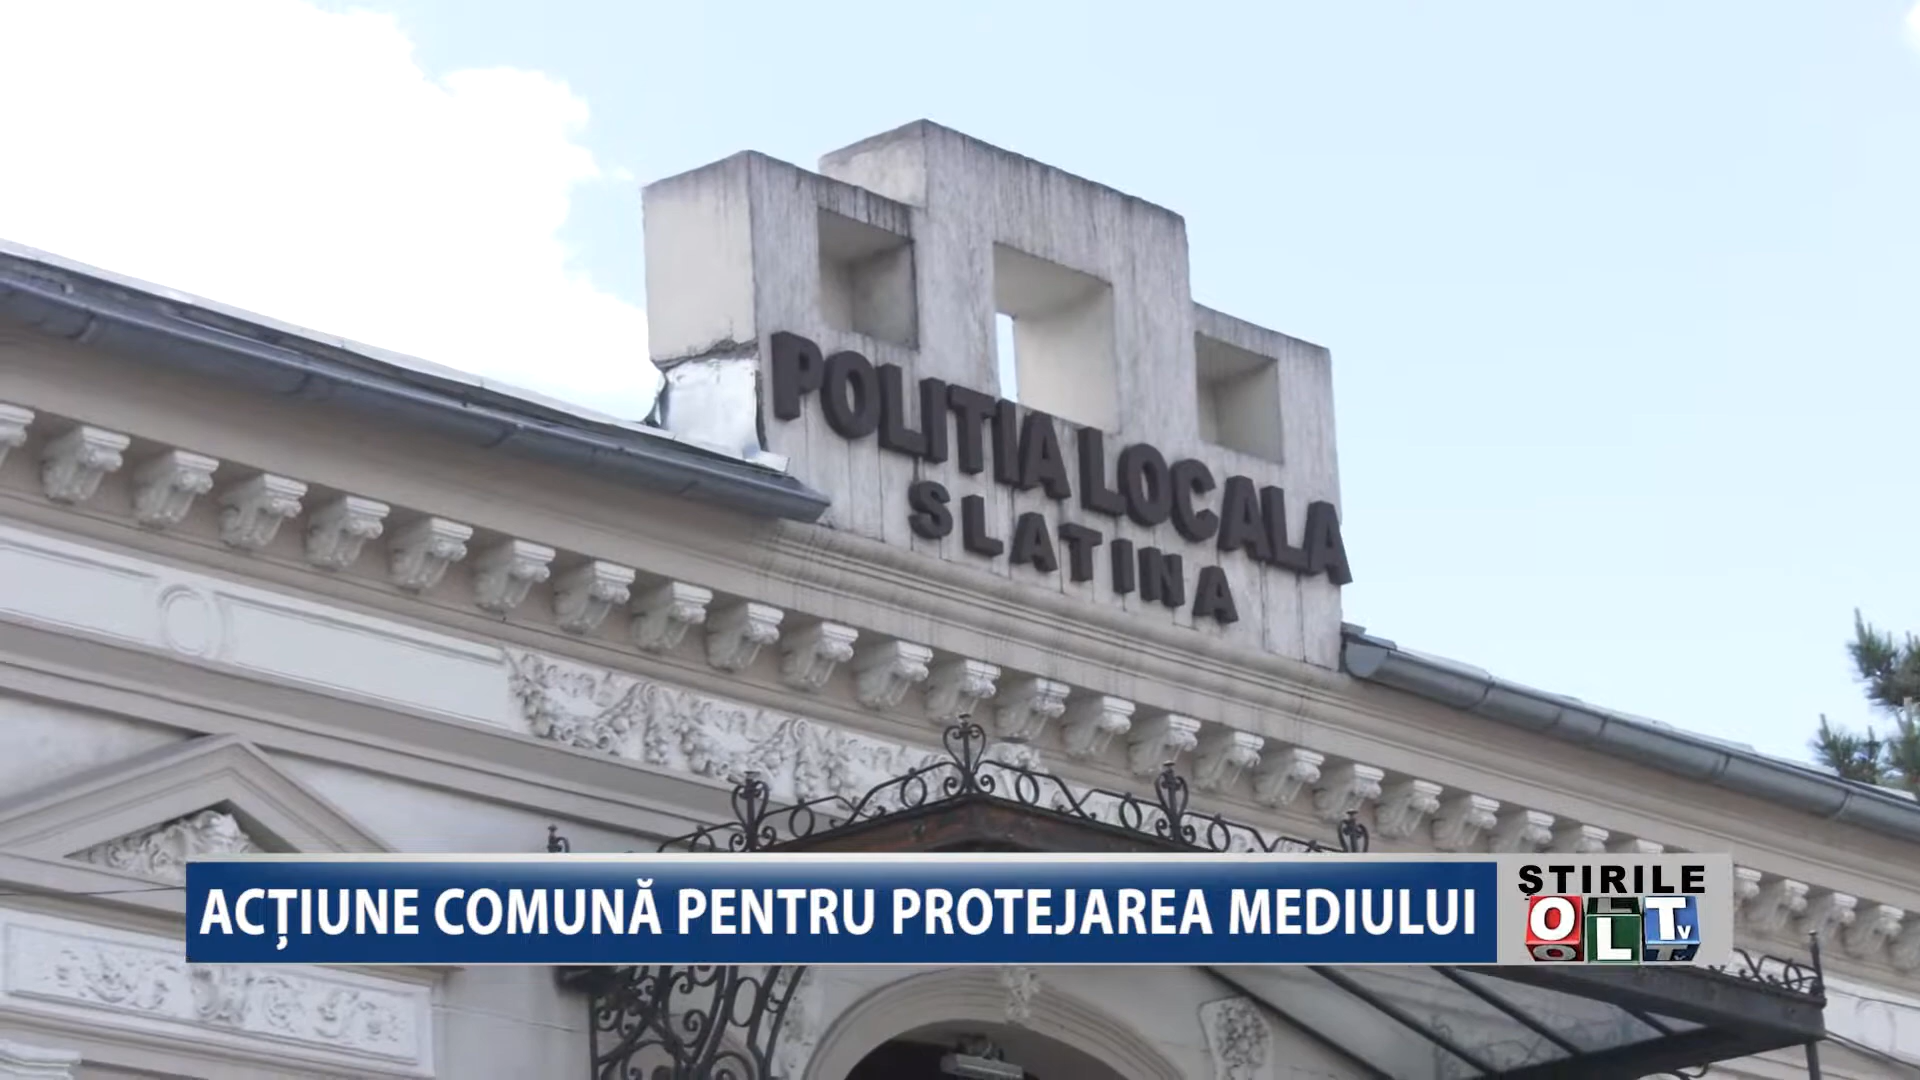 POLITIA LOCALA
SLATINA
ACȚIUNE COMUNĂ PENTRU PROTEJAREA MEDIULUI
ȘTIRILE
OLTV